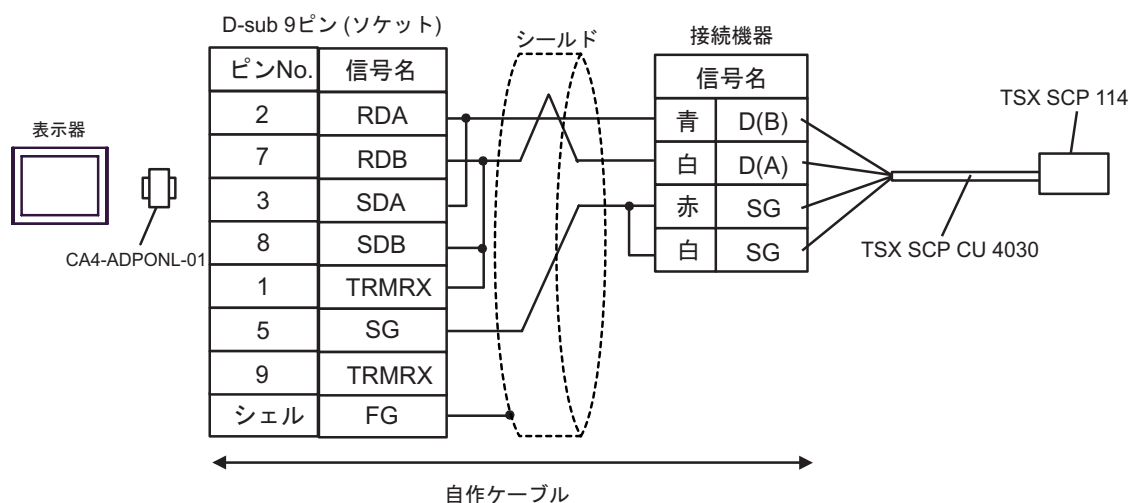 D-sub 9ピン (ソケット)
シールド
接続機器
ピンNo. 信号名
信号名
2 RDA
青 D(B)
TSX SCP 114
表示器
7 RDB
白 D(A)
3 SDA
赤 SG
CA4-ADPONL-01
8 SDB
白 SG
TSX SCP CU 4030
1 TRMRX
5 SG
9 TRMRX
シェル FG
自作ケーブル